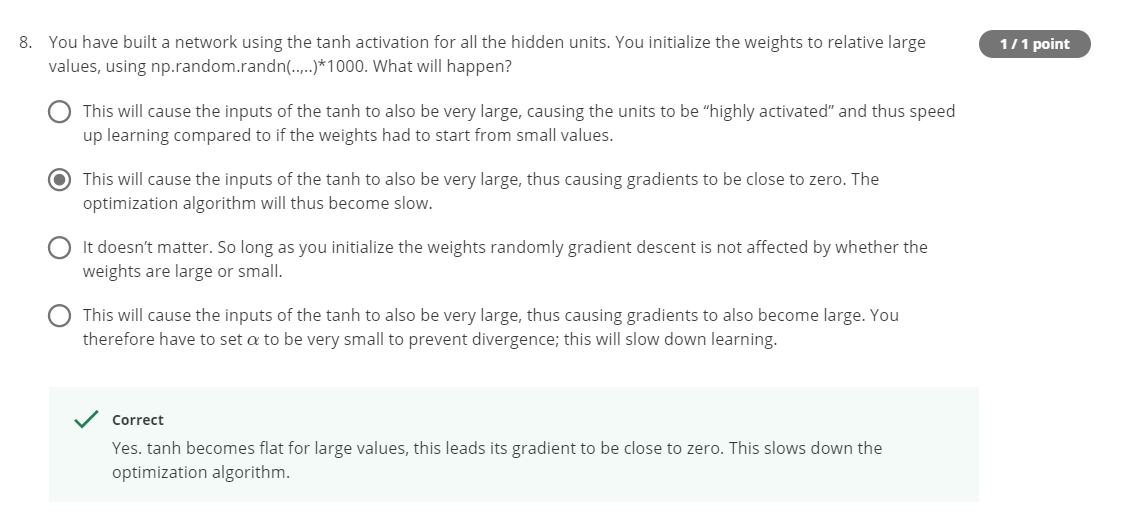 8. You have built a network using the tanh activation for all the hidden units. You initialize the weights to relative large
1 / 1 point
values, using np.random.randn(..,..)*1000. What will happen?
This will cause the inputs of the tanh to also be very large, causing the units to be “highly activated” and thus speed
up learning compared to if the weights had to start from small values.
This will cause the inputs of the tanh to also be very large, thus causing gradients to be close to zero. The
optimization algorithm will thus become slow.
It doesn’t matter. So long as you initialize the weights randomly gradient descent is not affected by whether the
weights are large or small.
This will cause the inputs of the tanh to also be very large, thus causing gradients to also become large. You
therefore have to set α to be very small to prevent divergence; this will slow down learning.
Correct
Yes. tanh becomes flat for large values, this leads its gradient to be close to zero. This slows down the
optimization algorithm.